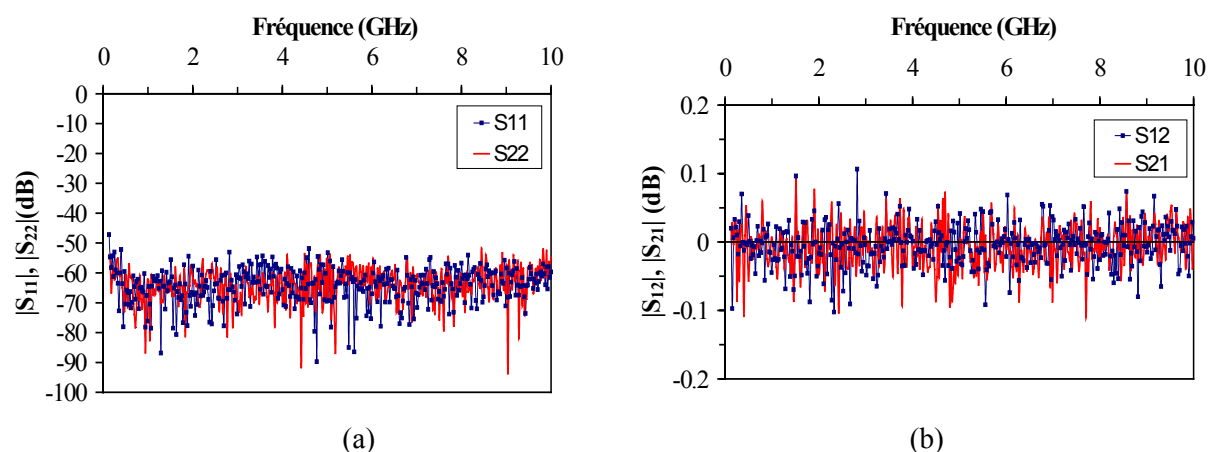 Fréquence (GHz)
0 2 4 6 8 10
0
-10
-20
-30
-40
-50
-60
-70
-80
-90
-100
|S11|, |S22|(dB)
S11
S22
(a)
Fréquence (GHz)
0 2 4 6 8 10
0.2
0.1
0
-0.1
-0.2
|S12|, |S21| (dB)
S12
S21
(b)